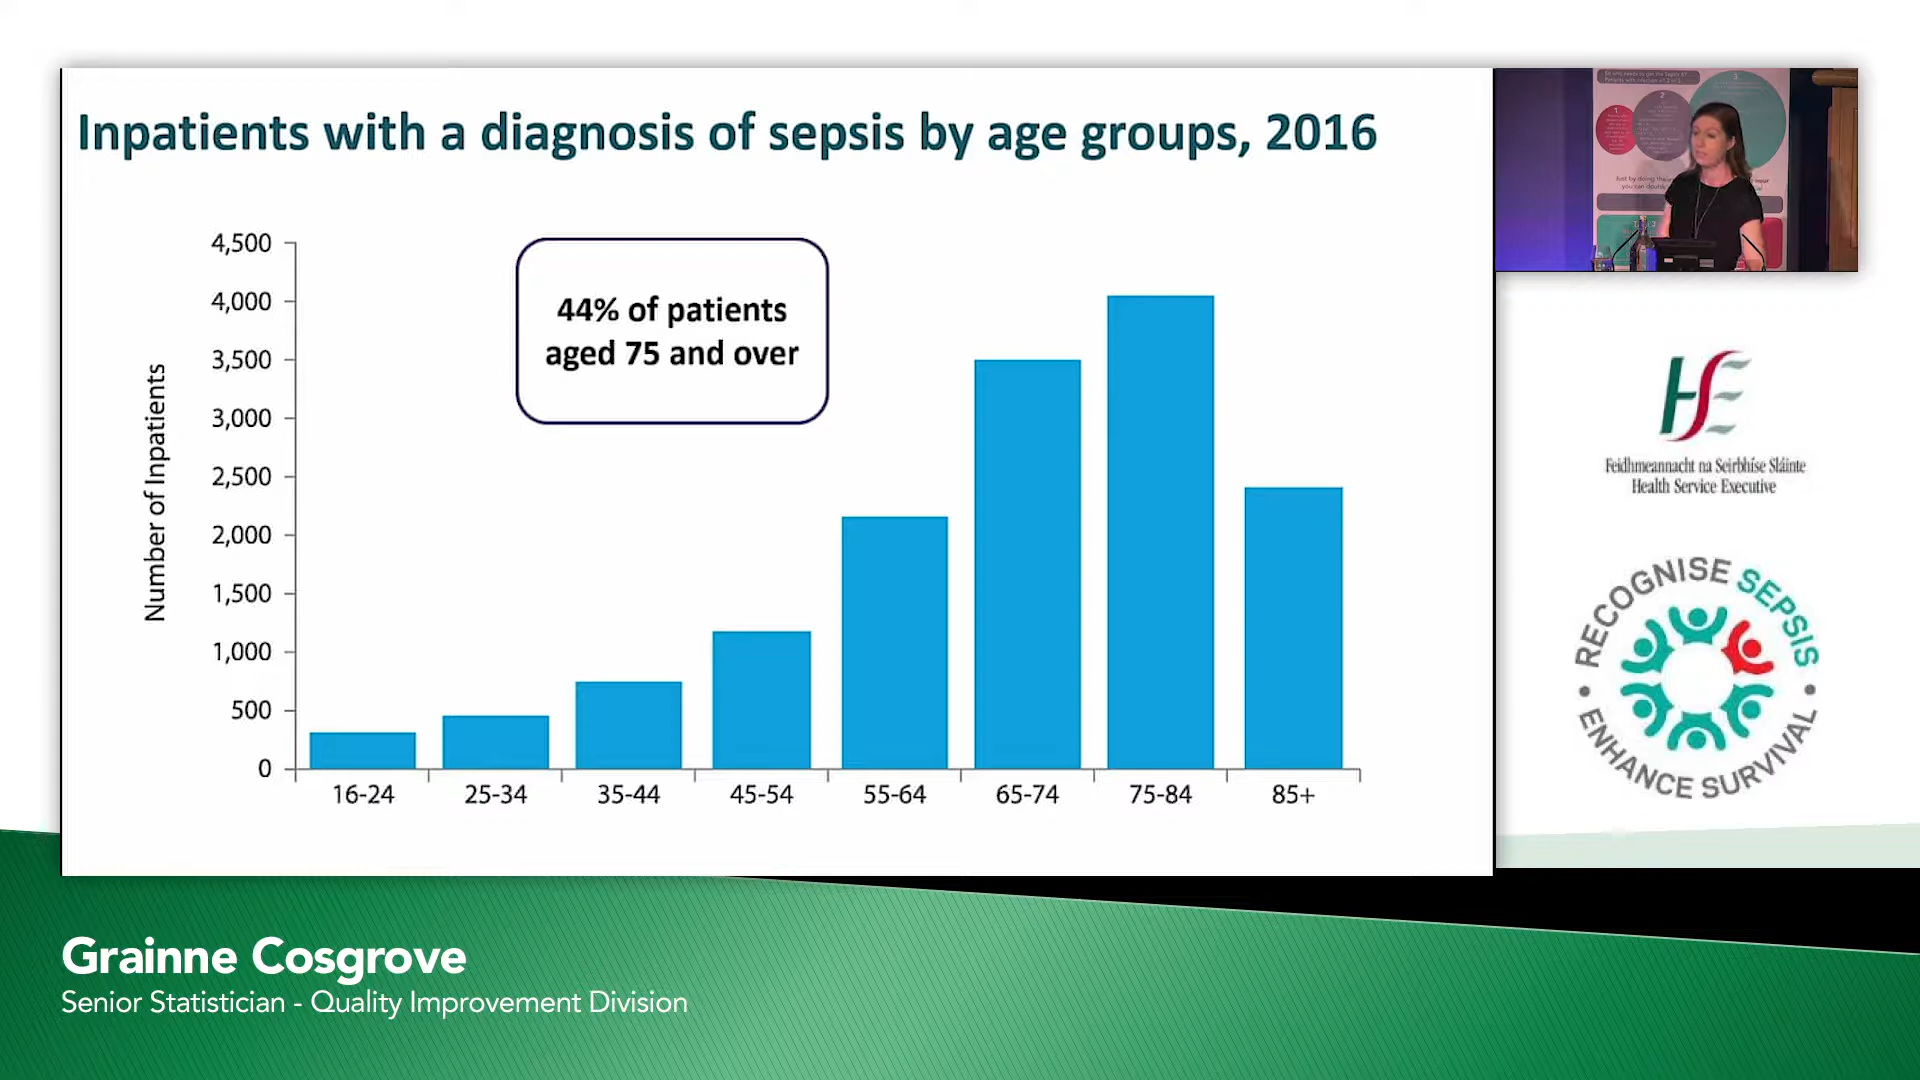 Inpatients with a diagnosis of sepsis by age groups, 2016
44% of patients
aged 75 and over
Number of Inpatients
4,500
4,000
3,500
3,000
2,500
2,000
1,500
1,000
500
0
16-24
25-34
35-44
45-54
55-64
65-74
75-84
85+
Feidhmeannacht na Seirbhíse Sláinte
Health Service Executive
RECOGNISE SEPSIS
• ENHANCE SURVIVAL •
Grainne Cosgrove
Senior Statistician - Quality Improvement Division